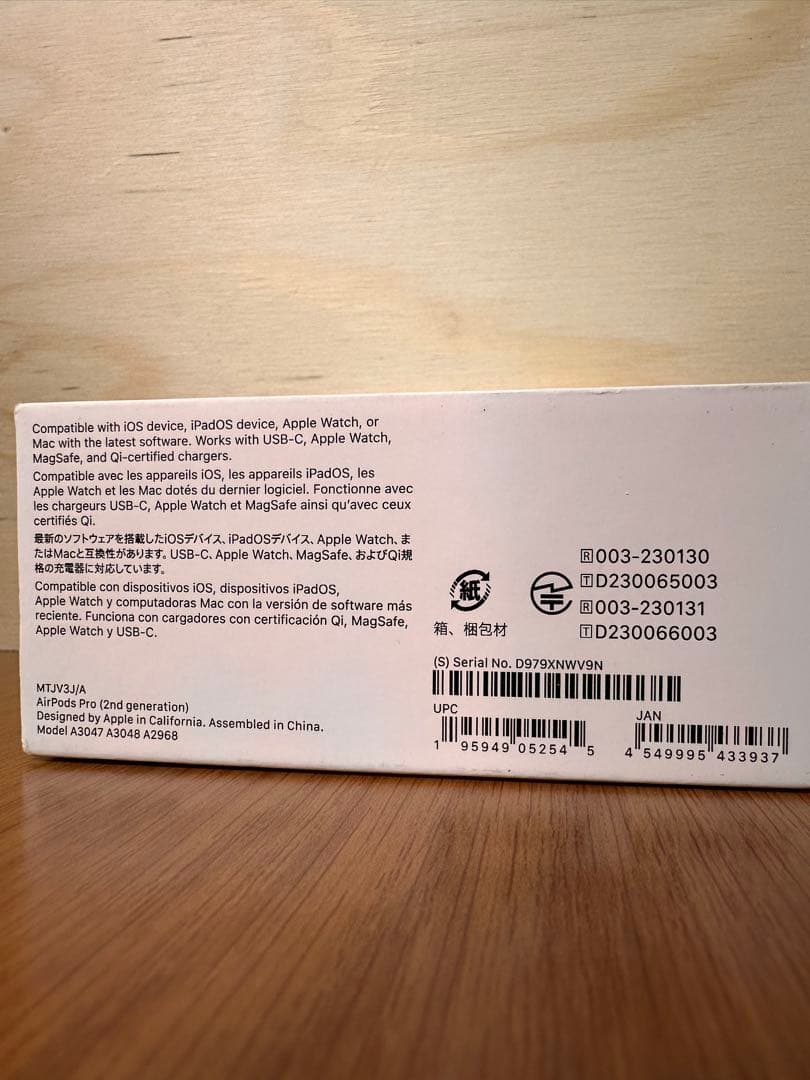 Compatible with iOS device, iPadOS device, Apple Watch, or
Mac with the latest software. Works with USB-C, Apple Watch,
MagSafe, and Qi-certified chargers.
Compatible avec les appareils iOS, les appareils iPadOS, les
Apple Watch et les Mac dotés du dernier logiciel. Fonctionne avec
les chargeurs USB-C, Apple Watch et MagSafe ainsi qu'avec ceux
certifiés Qi.
最新のソフトウェアを搭載したiOSデバイス、iPadOSデバイス、Apple Watch、ま
たはMacと互換性があります。USB-C、Apple Watch、MagSafe、およびQi規
格の充電器に対応しています。
Compatible con dispositivos iOS, dispositivos iPadOS,
Apple Watch y computadoras Mac con la versión de software más
reciente. Funciona con cargadores con certificación Qi, MagSafe,
Apple Watch y USB-C.
MTJV3J/A
AirPods Pro (2nd generation)
Designed by Apple in California. Assembled in China.
Model A3047 A3048 A2968
紙
箱、梱包材
R 003-230130
T D230065003
R 003-230131
T D230066003
(S) Serial No. D979XNWV9N
UPC
1 95949 05254 5
JAN
4 549995 433937